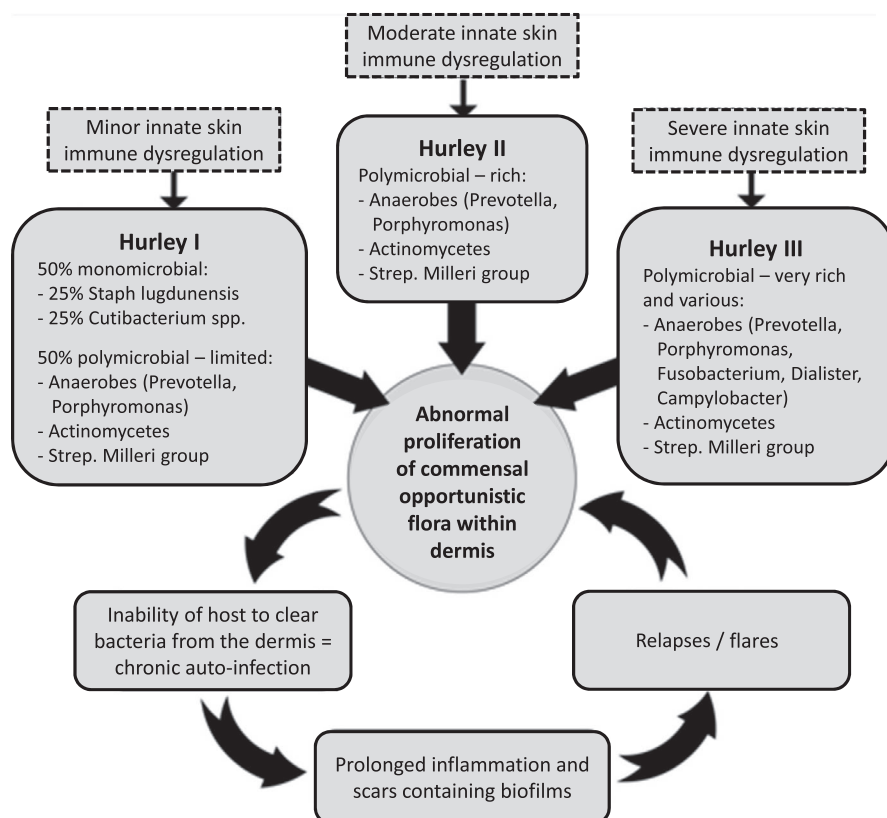 Moderate innate skin
immune dysregulation
Minor innate skin
immune dysregulation
Severe innate skin
immune dysregulation
Hurley I
50% monomicrobial:
- 25% Staph lugdunensis
- 25% Cutibacterium spp.
50% polymicrobial – limited:
- Anaerobes (Prevotella,
Porphyromonas)
- Actinomycetes
- Strep. Milleri group
Hurley II
Polymicrobial – rich:
- Anaerobes (Prevotella,
Porphyromonas)
- Actinomycetes
- Strep. Milleri group
Hurley III
Polymicrobial – very rich
and various:
- Anaerobes (Prevotella,
Porphyromonas,
Fusobacterium, Dialister,
Campylobacter)
- Actinomycetes
- Strep. Milleri group
Abnormal
proliferation
of commensal
opportunistic
flora within
dermis
Inability of host to clear
bacteria from the dermis =
chronic auto-infection
Prolonged inflammation and
scars containing biofilms
Relapses / flares